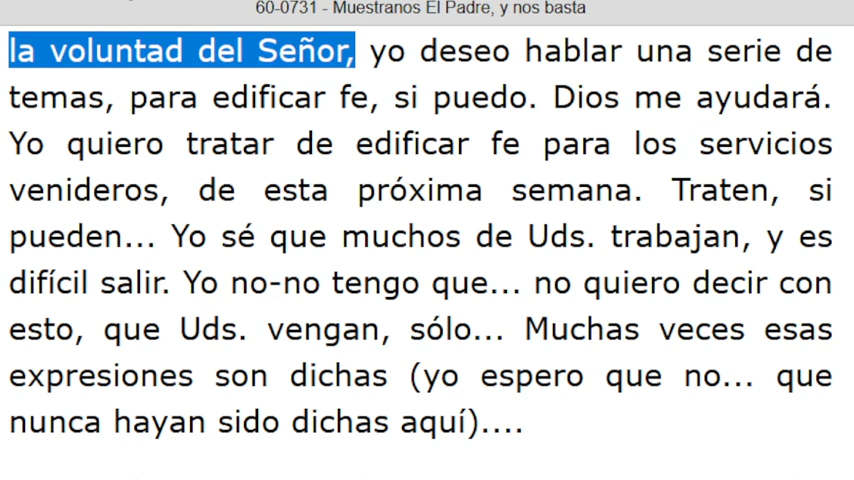 60-0731 - Muestranos El Padre, y nos basta
la voluntad del Señor, yo deseo hablar una serie de
temas, para edificar fe, si puedo. Dios me ayudará.
Yo quiero tratar de edificar fe para los servicios
venideros, de esta próxima semana. Traten, si
pueden... Yo sé que muchos de Uds. trabajan, y es
difícil salir. Yo no-no tengo que... no quiero decir con
esto, que Uds. vengan, sólo... Muchas veces esas
expresiones son dichas (yo espero que no... que
nunca hayan sido dichas aquí)....